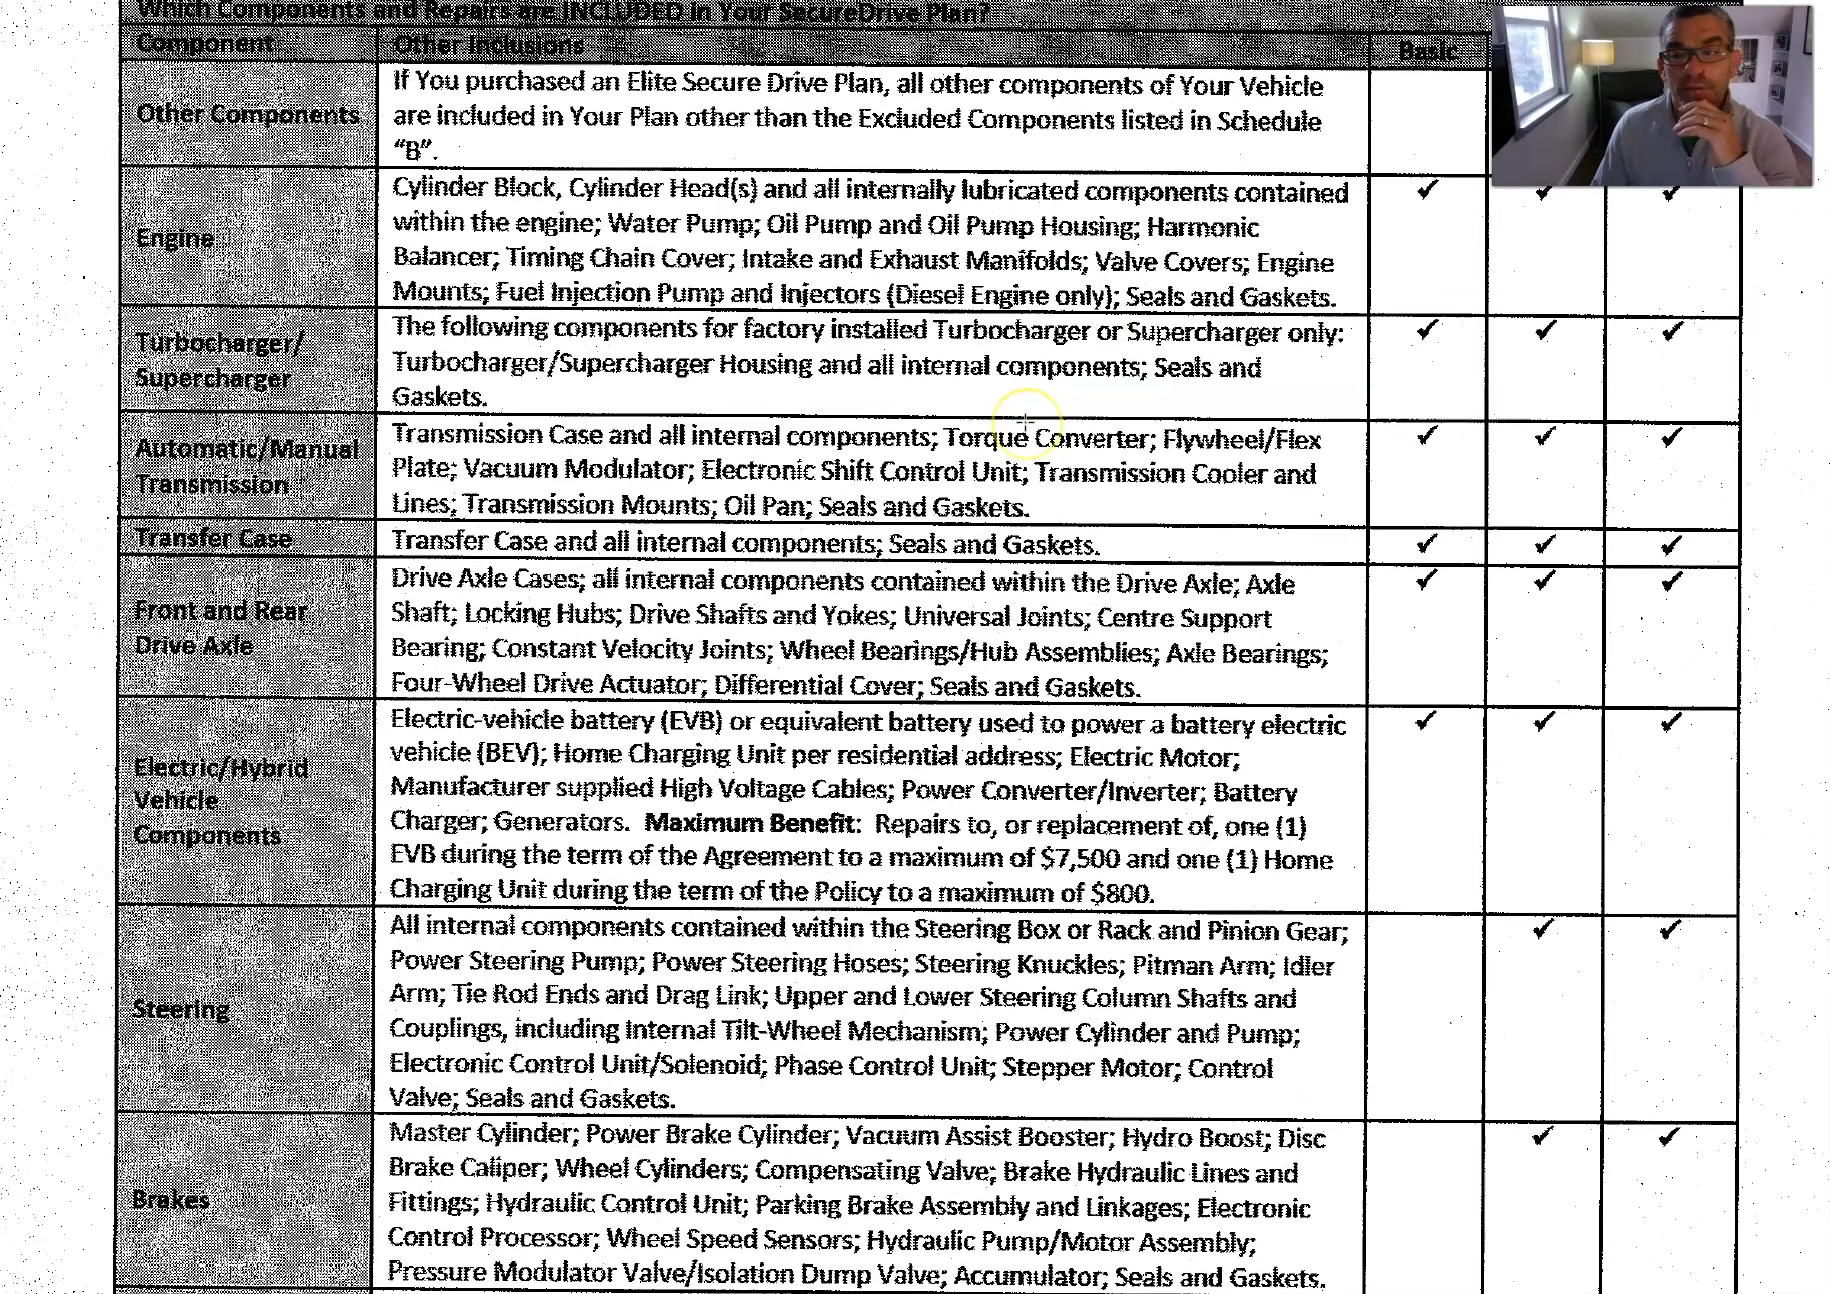 Which Components and Repairs are INCLUDED in Your SecureDrive Plan?
Component
Other Inclusions
Basic
Other Components
If You purchased an Elite Secure Drive Plan, all other components of Your Vehicle
are included in Your Plan other than the Excluded Components listed in Schedule
“B”.
Engine
Cylinder Block, Cylinder Head(s) and all internally lubricated components contained
within the engine; Water Pump; Oil Pump and Oil Pump Housing; Harmonic
Balancer; Timing Chain Cover; Intake and Exhaust Manifolds; Valve Covers; Engine
Mounts; Fuel Injection Pump and Injectors (Diesel Engine only); Seals and Gaskets.
✓ ✓ ✓
Turbocharger/
Supercharger
The following components for factory installed Turbocharger or Supercharger only:
Turbocharger/Supercharger Housing and all internal components; Seals and
Gaskets.
✓ ✓ ✓
Automatic/Manual
Transmission
Transmission Case and all internal components; Torque Converter; Flywheel/Flex
Plate; Vacuum Modulator; Electronic Shift Control Unit; Transmission Cooler and
Lines; Transmission Mounts; Oil Pan; Seals and Gaskets.
✓ ✓ ✓
Transfer Case
Transfer Case and all internal components; Seals and Gaskets.
✓ ✓ ✓
Front and Rear
Drive Axle
Drive Axle Cases; all internal components contained within the Drive Axle; Axle
Shaft; Locking Hubs; Drive Shafts and Yokes; Universal Joints; Centre Support
Bearing; Constant Velocity Joints; Wheel Bearings/Hub Assemblies; Axle Bearings;
Four-Wheel Drive Actuator; Differential Cover; Seals and Gaskets.
✓ ✓ ✓
Electric/Hybrid
Vehicle
Components
Electric-vehicle battery (EVB) or equivalent battery used to power a battery electric
vehicle (BEV); Home Charging Unit per residential address; Electric Motor;
Manufacturer supplied High Voltage Cables; Power Converter/Inverter; Battery
Charger; Generators. Maximum Benefit: Repairs to, or replacement of, one (1)
EVB during the term of the Agreement to a maximum of $7,500 and one (1) Home
Charging Unit during the term of the Policy to a maximum of $800.
✓ ✓ ✓
Steering
All internal components contained within the Steering Box or Rack and Pinion Gear;
Power Steering Pump; Power Steering Hoses; Steering Knuckles; Pitman Arm; Idler
Arm; Tie Rod Ends and Drag Link; Upper and Lower Steering Column Shafts and
Couplings, including Internal Tilt-Wheel Mechanism; Power Cylinder and Pump;
Electronic Control Unit/Solenoid; Phase Control Unit; Stepper Motor; Control
Valve; Seals and Gaskets.
✓ ✓
Brakes
Master Cylinder; Power Brake Cylinder; Vacuum Assist Booster; Hydro Boost; Disc
Brake Caliper; Wheel Cylinders; Compensating Valve; Brake Hydraulic Lines and
Fittings; Hydraulic Control Unit; Parking Brake Assembly and Linkages; Electronic
Control Processor; Wheel Speed Sensors; Hydraulic Pump/Motor Assembly;
Pressure Modulator Valve/Isolation Dump Valve; Accumulator; Seals and Gaskets.
✓ ✓